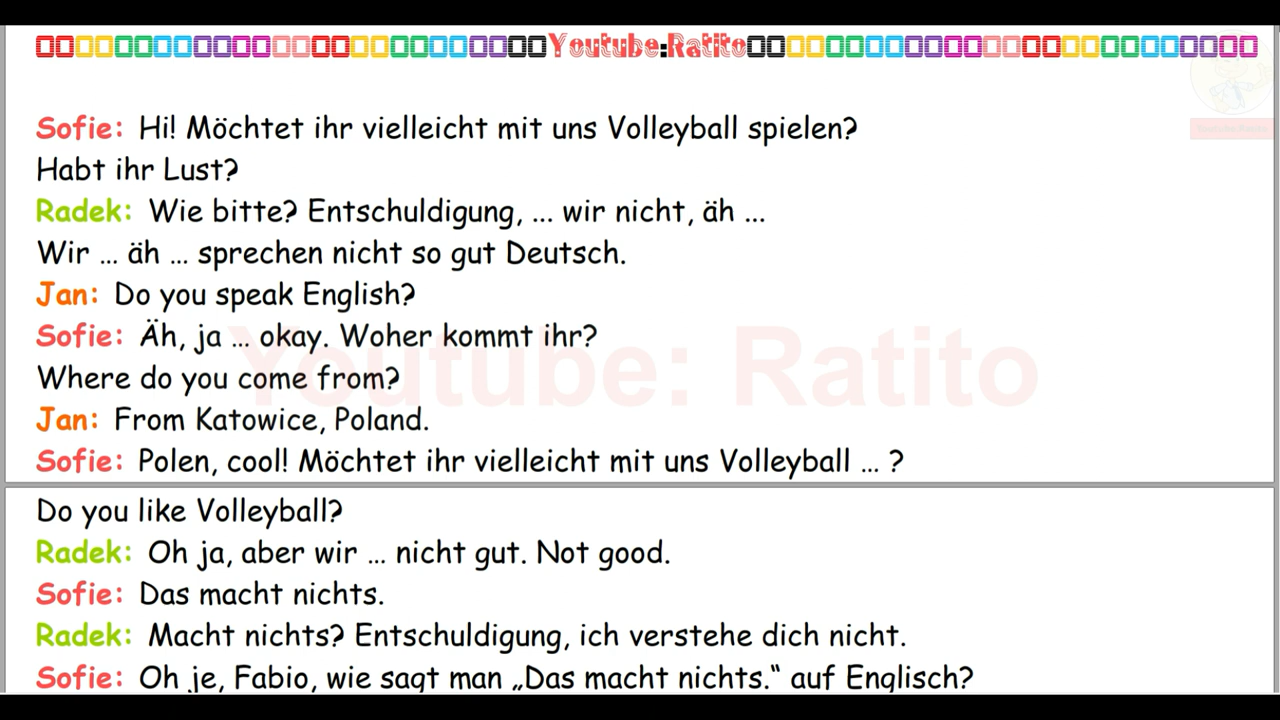 Youtube:Ratito
Sofie: Hi! Möchtet ihr vielleicht mit uns Volleyball spielen?
Habt ihr Lust?
Radek: Wie bitte? Entschuldigung, ... wir nicht, äh ...
Wir ... äh ... sprechen nicht so gut Deutsch.
Jan: Do you speak English?
Sofie: Äh, ja ... okay. Woher kommt ihr?
Where do you come from?
Jan: From Katowice, Poland.
Sofie: Polen, cool! Möchtet ihr vielleicht mit uns Volleyball ... ?
Do you like Volleyball?
Radek: Oh ja, aber wir ... nicht gut. Not good.
Sofie: Das macht nichts.
Radek: Macht nichts? Entschuldigung, ich verstehe dich nicht.
Sofie: Oh je, Fabio, wie sagt man „Das macht nichts.“ auf Englisch?
Youtube: Ratito